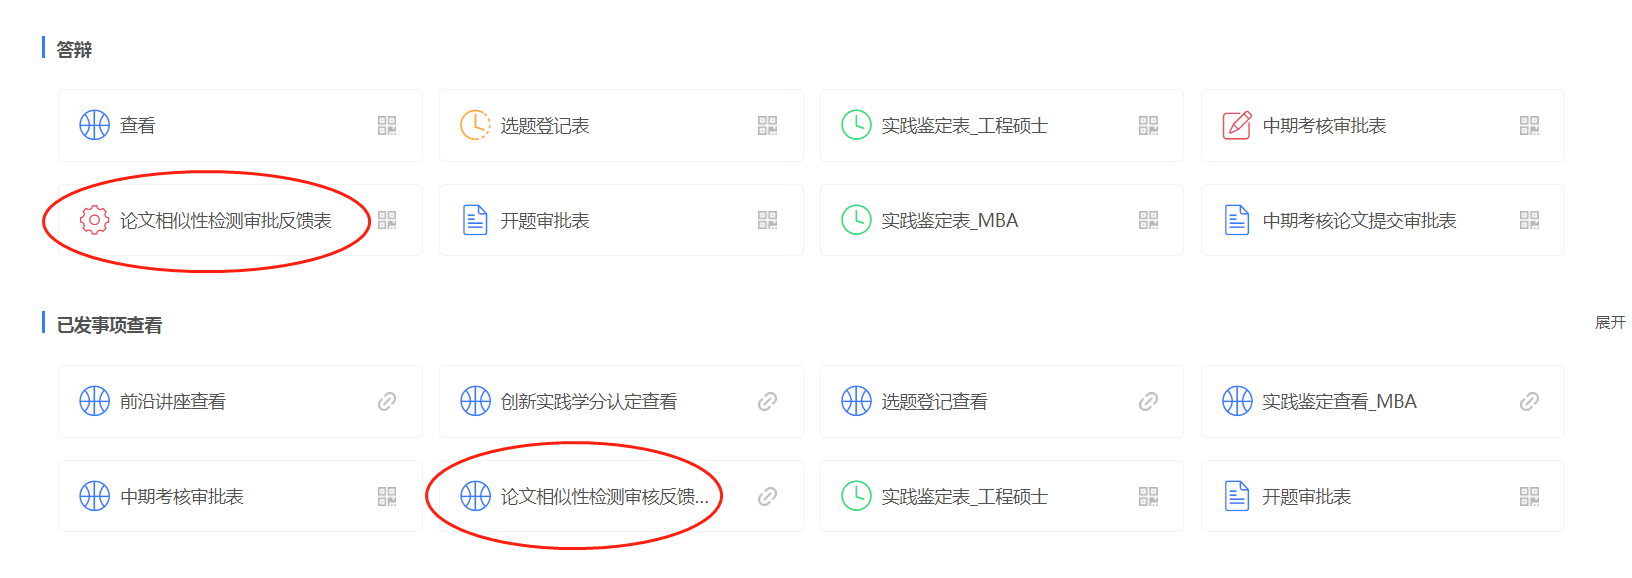 答辩
查看
选题登记表
实践鉴定表_工程硕士
中期考核审批表
论文相似性检测审批反馈表
开题审批表
实践鉴定表_MBA
中期考核论文提交审批表
已发事项查看
展开
前沿讲座查看
创新实践学分认定查看
选题登记查看
实践鉴定查看_MBA
中期考核审批表
论文相似性检测审核反馈...
实践鉴定表_工程硕士
开题审批表